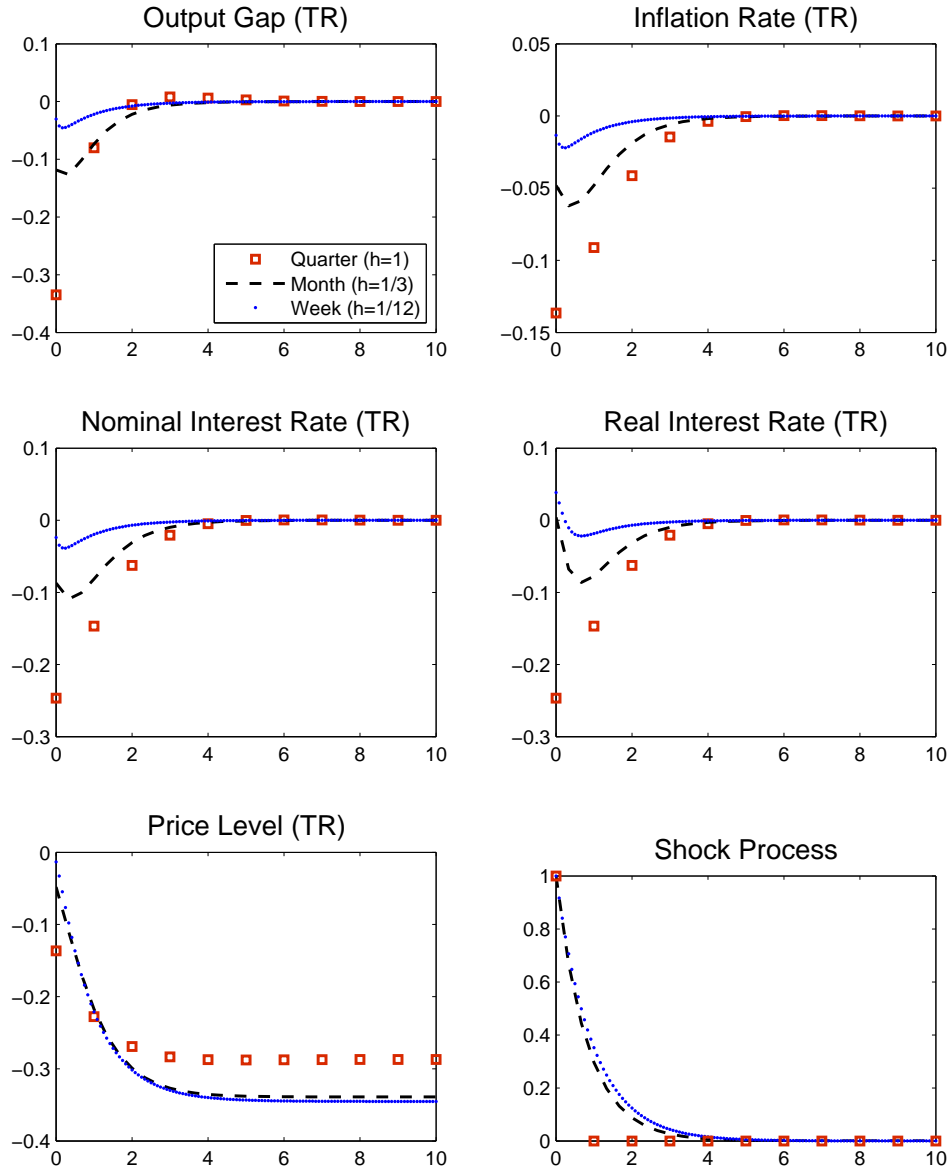 Output Gap (TR)
0.1
0
−0.1
−0.2
−0.3
−0.4
0 2 4 6 8 10
Quarter (h=1)
Month (h=1/3)
Week (h=1/12)
Inflation Rate (TR)
0.05
0
−0.05
−0.1
−0.15
0 2 4 6 8 10
Nominal Interest Rate (TR)
0.1
0
−0.1
−0.2
−0.3
0 2 4 6 8 10
Real Interest Rate (TR)
0.1
0
−0.1
−0.2
−0.3
0 2 4 6 8 10
Price Level (TR)
0
−0.1
−0.2
−0.3
−0.4
0 2 4 6 8 10
Shock Process
1
0.8
0.6
0.4
0.2
0
0 2 4 6 8 10